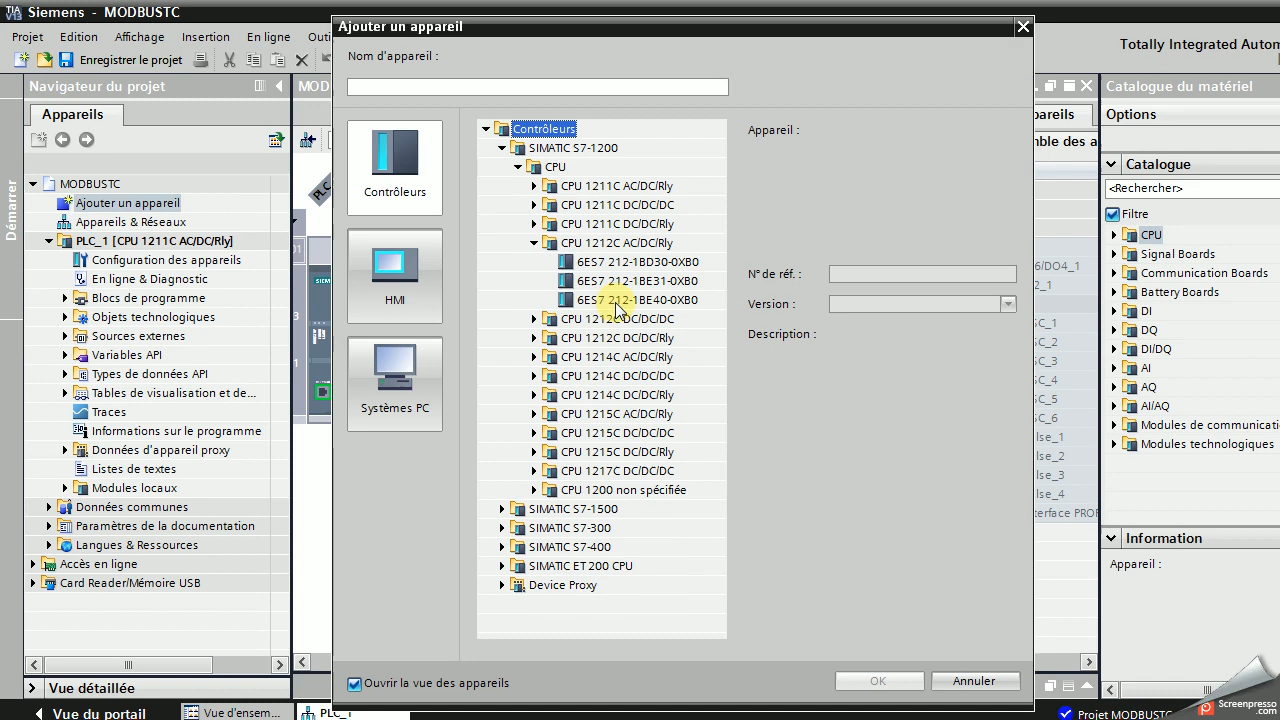 TIA
V13
Siemens - MODBUSTC
Projet Edition Affichage Insertion En ligne
Enregistrer le projet
Totally Integrated Autom
Navigateur du projet
Appareils
Démarrer
MODBUSTC
Ajouter un appareil
Appareils & Réseaux
PLC_1 [CPU 1211C AC/DC/Rly]
Configuration des appareils
En ligne & Diagnostic
Blocs de programme
Objets technologiques
Sources externes
Variables API
Types de données API
Tables de visualisation et de...
Traces
Informations sur le programme
Données d'appareil proxy
Listes de textes
Modules locaux
Données communes
Paramètres de la documentation
Langues & Ressources
Accès en ligne
Card Reader/Mémoire USB
Vue détaillée
Vue du portail
Vue d'ensem...
PLC_1
Ajouter un appareil
Nom d'appareil :
Contrôleurs
HMI
Systèmes PC
Contrôleurs
SIMATIC S7-1200
CPU
CPU 1211C AC/DC/Rly
CPU 1211C DC/DC/DC
CPU 1211C DC/DC/Rly
CPU 1212C AC/DC/Rly
6ES7 212-1BD30-0XB0
6ES7 212-1BE31-0XB0
6ES7 212-1BE40-0XB0
CPU 1212C DC/DC/DC
CPU 1212C DC/DC/Rly
CPU 1214C AC/DC/Rly
CPU 1214C DC/DC/DC
CPU 1214C DC/DC/Rly
CPU 1215C AC/DC/Rly
CPU 1215C DC/DC/DC
CPU 1215C DC/DC/Rly
CPU 1217C DC/DC/DC
CPU 1200 non spécifiée
SIMATIC S7-1500
SIMATIC S7-300
SIMATIC S7-400
SIMATIC ET 200 CPU
Device Proxy
Appareil :
N° de réf. :
Version :
Description :
Ouvrir la vue des appareils
OK
Annuler
Catalogue du matériel
Options
Catalogue
<Rechercher>
Filtre
CPU
Signal Boards
Communication Boards
Battery Boards
DI
DQ
DI/DQ
AI
AQ
AI/AQ
Modules de communicati
Modules technologiques
Information
Appareil :
Projet MODBUSTC
Screenpresso
.com